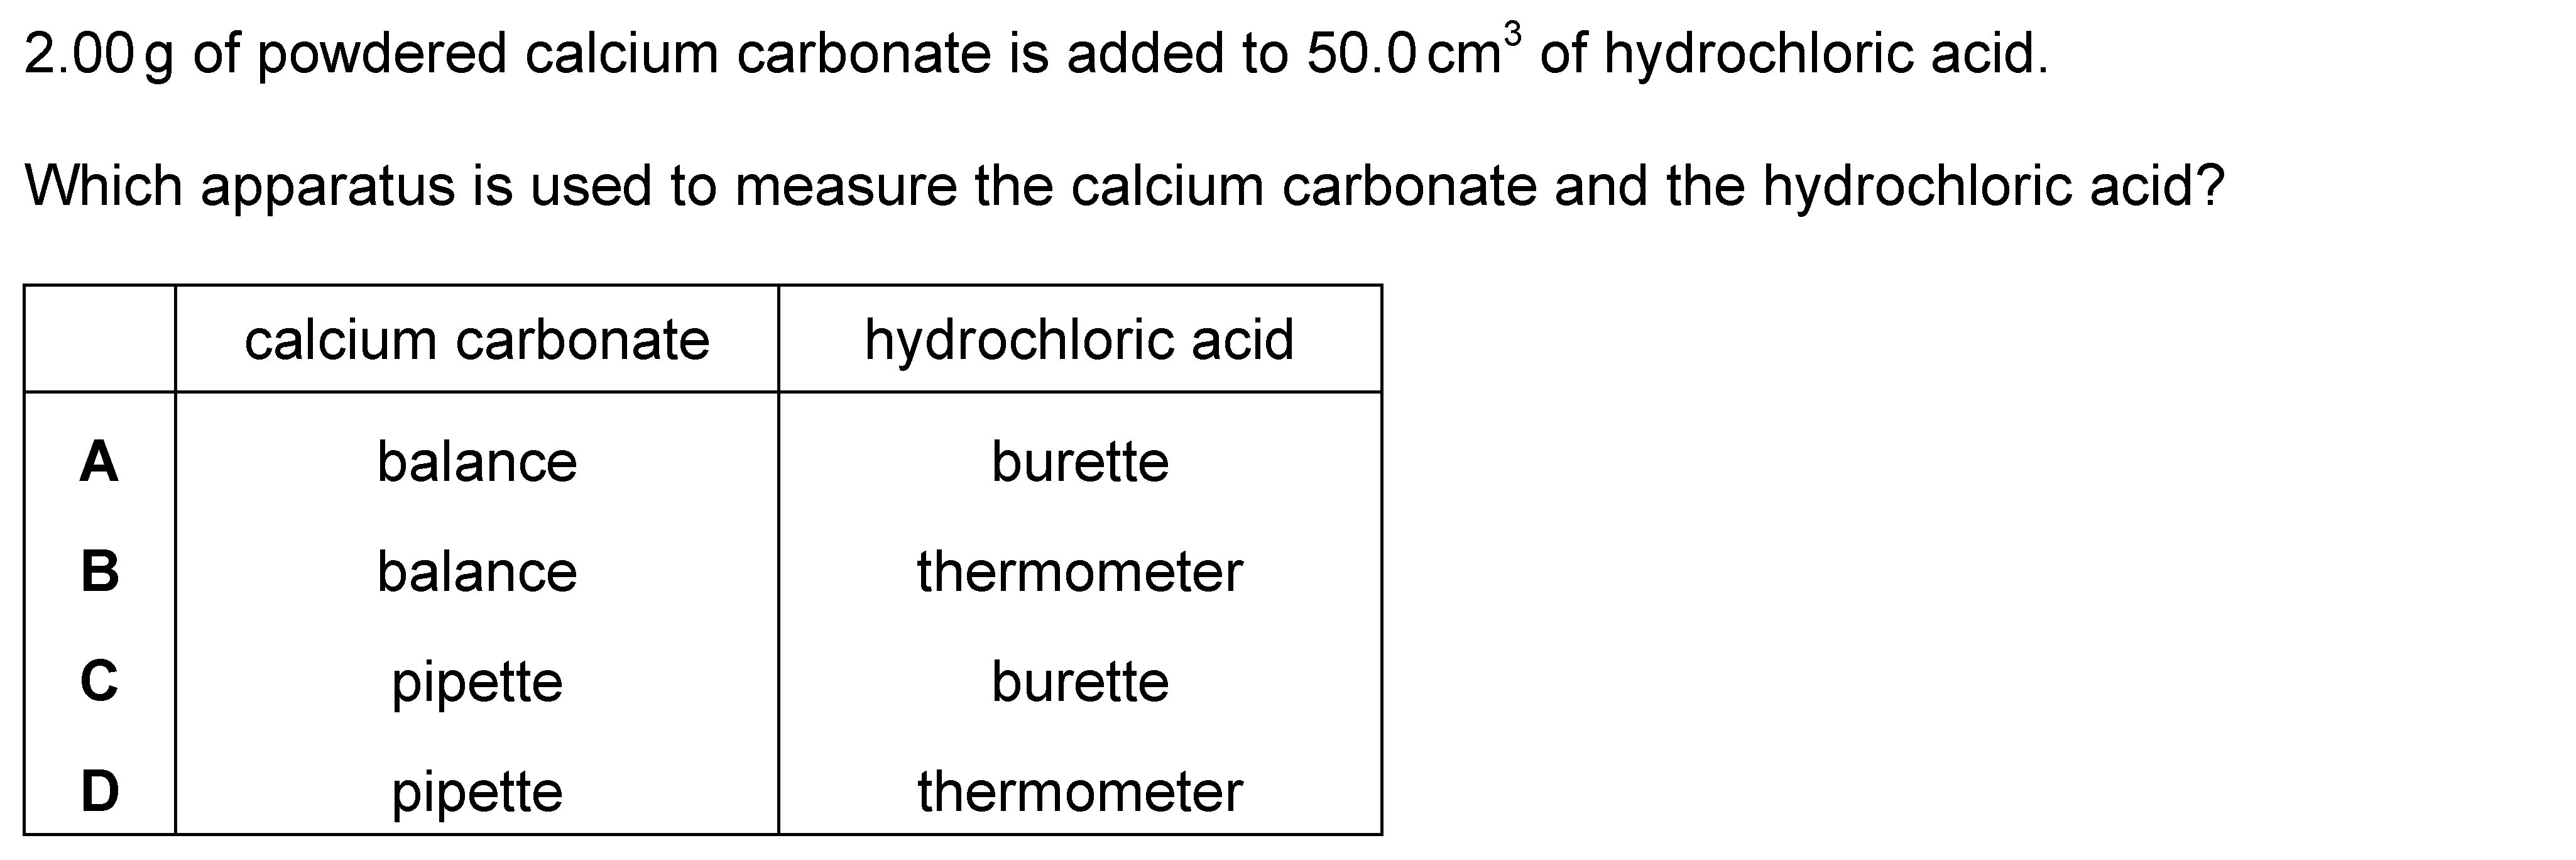 2.00 g of powdered calcium carbonate is added to 50.0 cm³ of hydrochloric acid.
Which apparatus is used to measure the calcium carbonate and the hydrochloric acid?
calcium carbonate hydrochloric acid
A balance burette
B balance thermometer
C pipette burette
D pipette thermometer